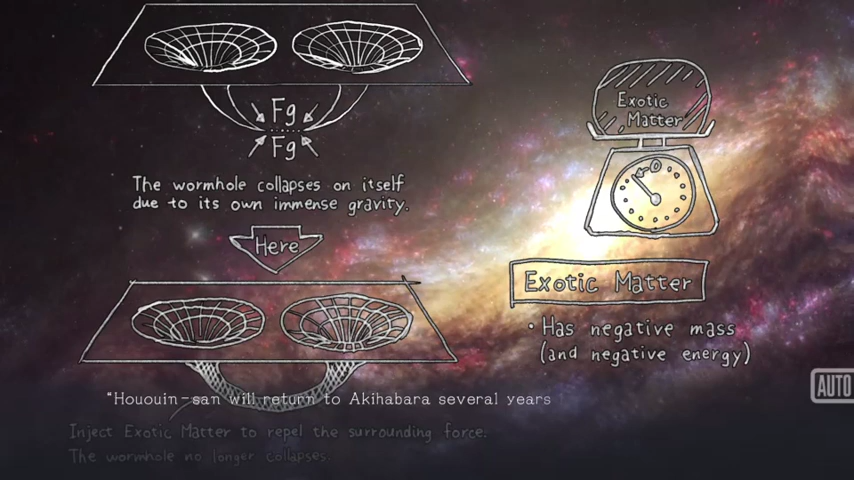 Fg
Fg
The wormhole collapses on itself
due to its own immense gravity.
Here
Exotic
Matter
0
Exotic Matter
• Has negative mass
(and negative energy)
AUTO
“Hououin-san will return to Akihabara several years
Inject Exotic Matter to repel the surrounding force.
The wormhole no longer collapses.